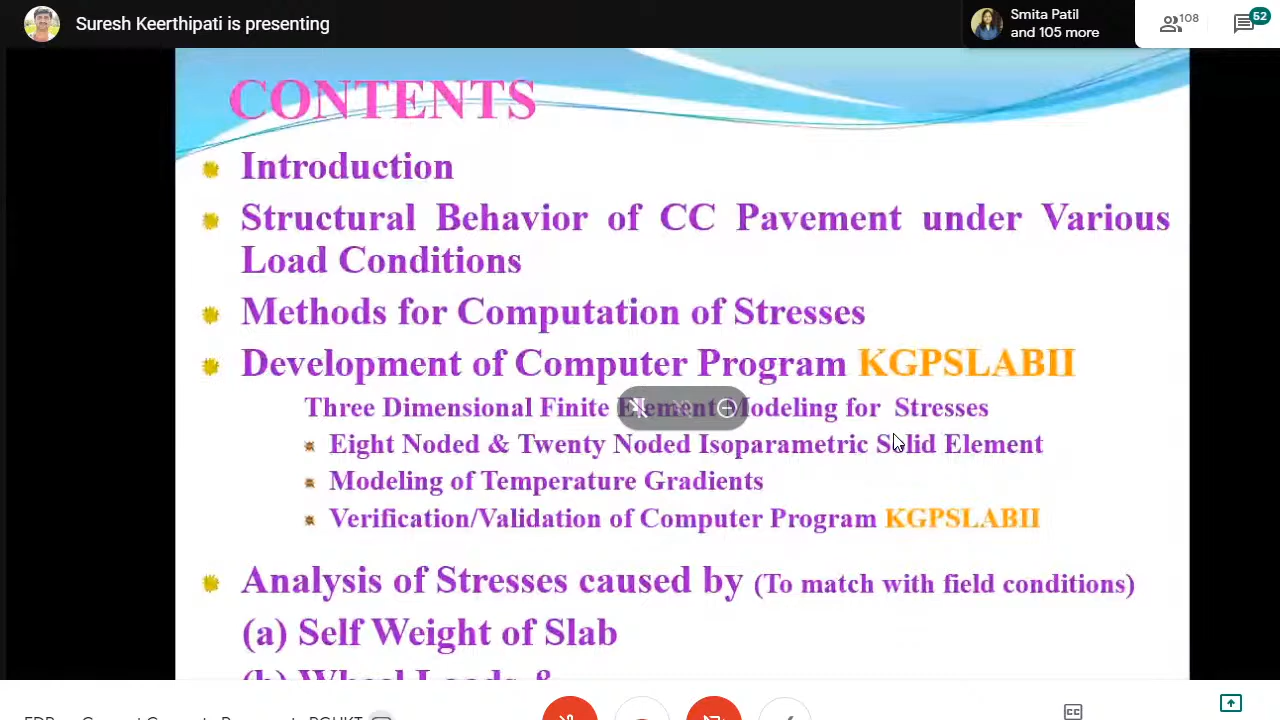 Suresh Keerthipati is presenting
Smita Patil
and 105 more
108
52
CONTENTS
Introduction
Structural Behavior of CC Pavement under Various
Load Conditions
Methods for Computation of Stresses
Development of Computer Program KGPSLABII
Three Dimensional Finite Element Modeling for Stresses
Eight Noded & Twenty Noded Isoparametric Solid Element
Modeling of Temperature Gradients
Verification/Validation of Computer Program KGPSLABII
Analysis of Stresses caused by (To match with field conditions)
(a) Self Weight of Slab
(b) Wheel Loads &
CC